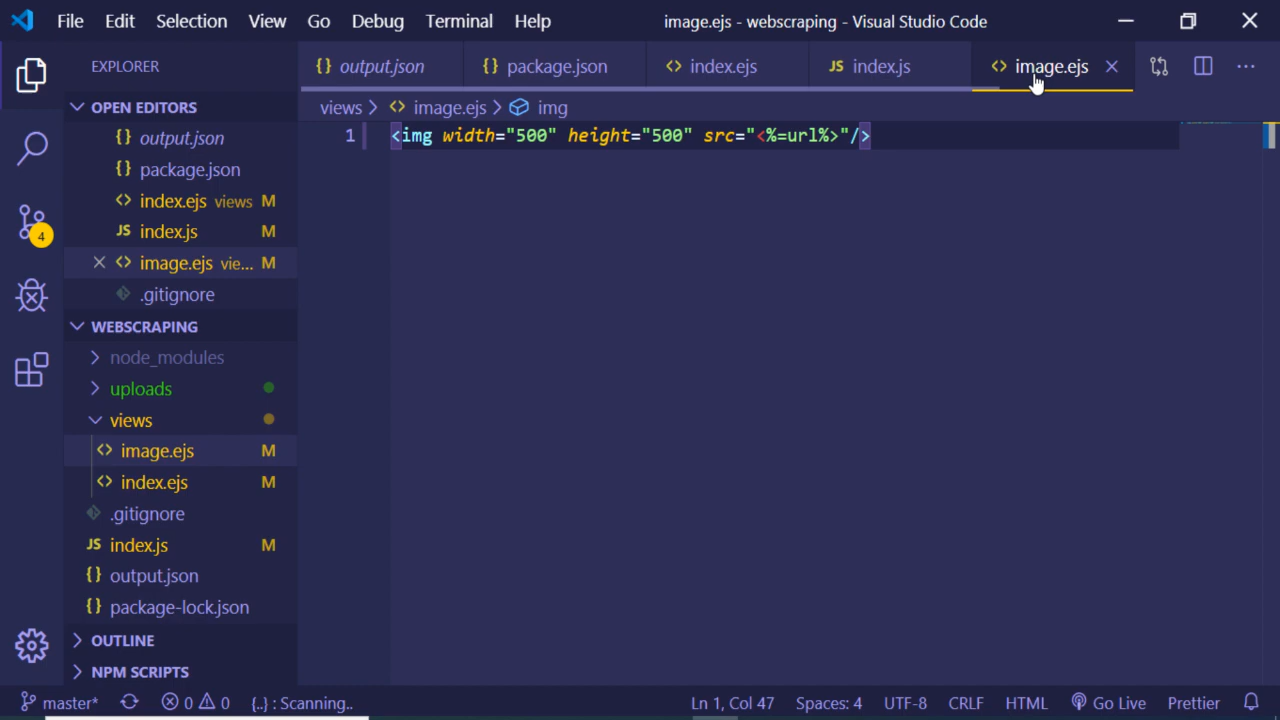 File Edit Selection View Go Debug Terminal Help image.ejs - webscraping - Visual Studio Code
EXPLORER
{} output.json {} package.json <> index.ejs JS index.js <> image.ejs
OPEN EDITORS
{} output.json
{} package.json
<> index.ejs views M
JS index.js M
<> image.ejs vie... M
.gitignore
WEBSCRAPING
node_modules
uploads
views
<> image.ejs M
<> index.ejs M
.gitignore
JS index.js M
{} output.json
{} package-lock.json
OUTLINE
NPM SCRIPTS
4
views > <> image.ejs > img
1 <img width="500" height="500" src="<%=url%>"/>
master* 0 0 {..} : Scanning.. Ln 1, Col 47 Spaces: 4 UTF-8 CRLF HTML Go Live Prettier